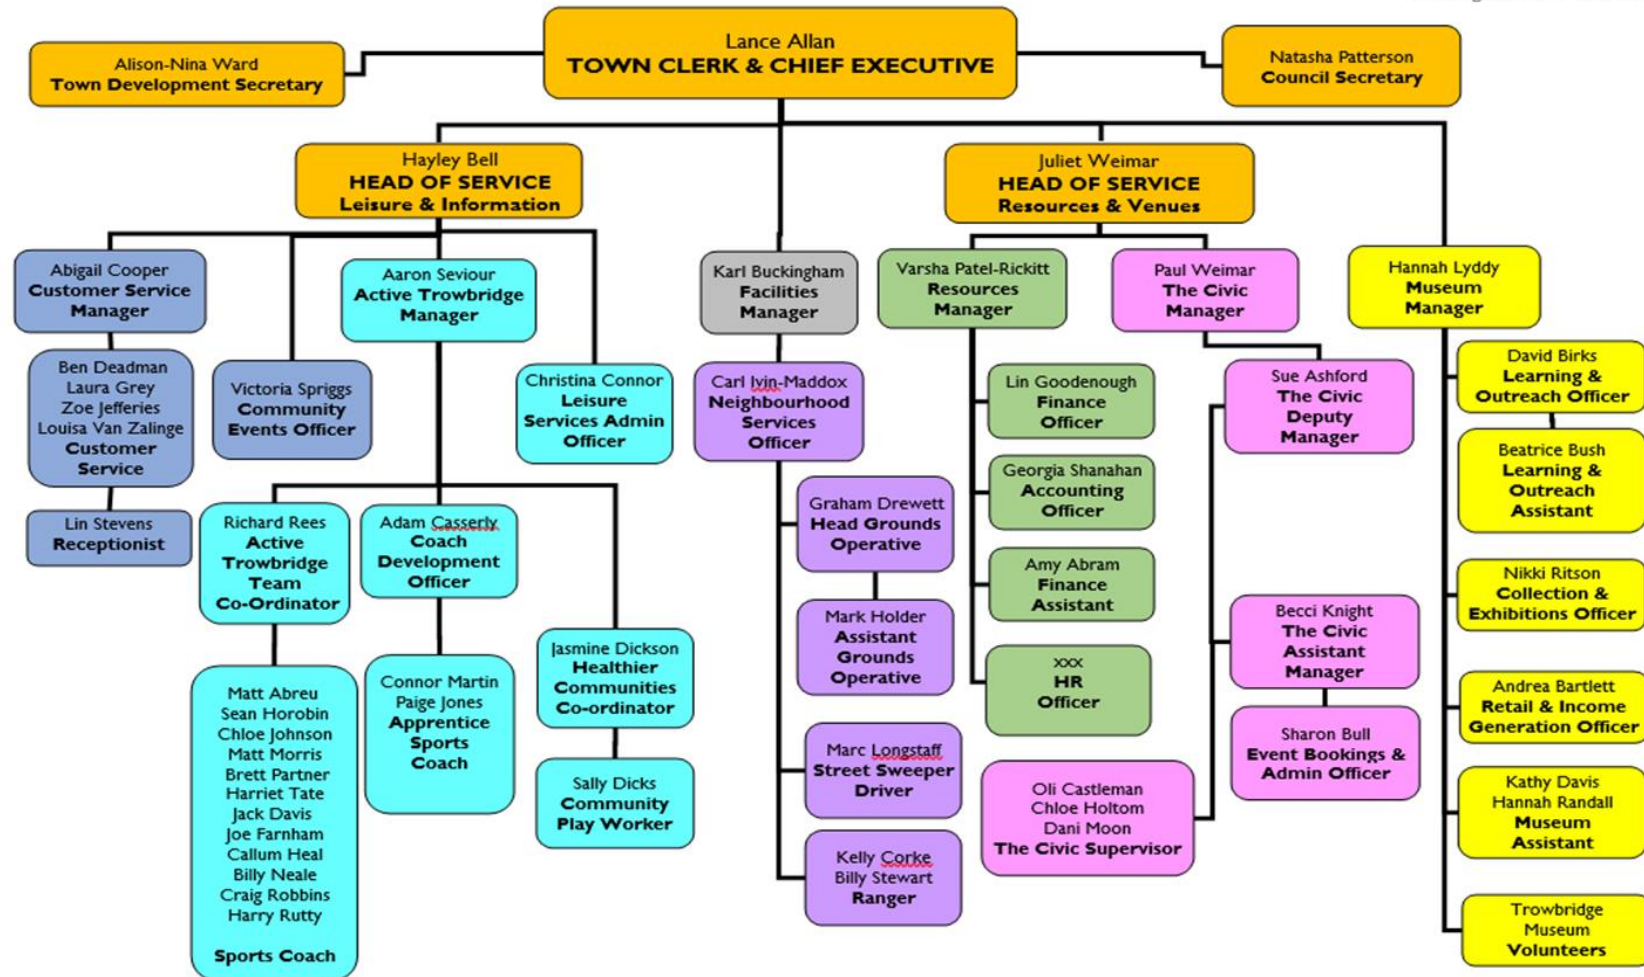 Lance Allan
TOWN CLERK & CHIEF EXECUTIVE
Alison-Nina Ward
Town Development Secretary
Natasha Patterson
Council Secretary
Hayley Bell
HEAD OF SERVICE
Leisure & Information
Juliet Weimar
HEAD OF SERVICE
Resources & Venues
Abigail Cooper
Customer Service
Manager
Aaron Seviour
Active Trowbridge
Manager
Karl Buckingham
Facilities
Manager
Varsha Patel-Rickitt
Resources
Manager
Paul Weimar
The Civic
Manager
Hannah Lyddy
Museum
Manager
Ben Deadman
Laura Grey
Zoe Jefferies
Louisa Van Zalinge
Customer
Service
Lin Stevens
Receptionist
Victoria Spriggs
Community
Events Officer
Christina Connor
Leisure
Services Admin
Officer
Richard Rees
Active
Trowbridge
Team
Co-Ordinator
Matt Abreu
Sean Horobin
Chloe Johnson
Matt Morris
Brett Partner
Harriet Tate
Jack Davis
Joe Farnham
Callum Heal
Billy Neale
Craig Robbins
Harry Rutty
Sports Coach
Adam Casserly
Coach
Development
Officer
Connor Martin
Paige Jones
Apprentice
Sports
Coach
Jasmine Dickson
Healthier
Communities
Co-ordinator
Sally Dicks
Community
Play Worker
Carl Ivin-Maddox
Neighbourhood
Services
Officer
Graham Drewett
Head Grounds
Operative
Mark Holder
Assistant
Grounds
Operative
Marc Longstaff
Street Sweeper
Driver
Kelly Corke
Billy Stewart
Ranger
Lin Goodenough
Finance
Officer
Georgia Shanahan
Accounting
Officer
Amy Abram
Finance
Assistant
xxx
HR
Officer
Sue Ashford
The Civic
Deputy
Manager
Becci Knight
The Civic
Assistant
Manager
Sharon Bull
Event Bookings &
Admin Officer
Oli Castleman
Chloe Holtom
Dani Moon
The Civic Supervisor
David Birks
Learning &
Outreach Officer
Beatrice Bush
Learning &
Outreach
Assistant
Nikki Ritson
Collection &
Exhibitions Officer
Andrea Bartlett
Retail & Income
Generation Officer
Kathy Davis
Hannah Randall
Museum
Assistant
Trowbridge
Museum
Volunteers